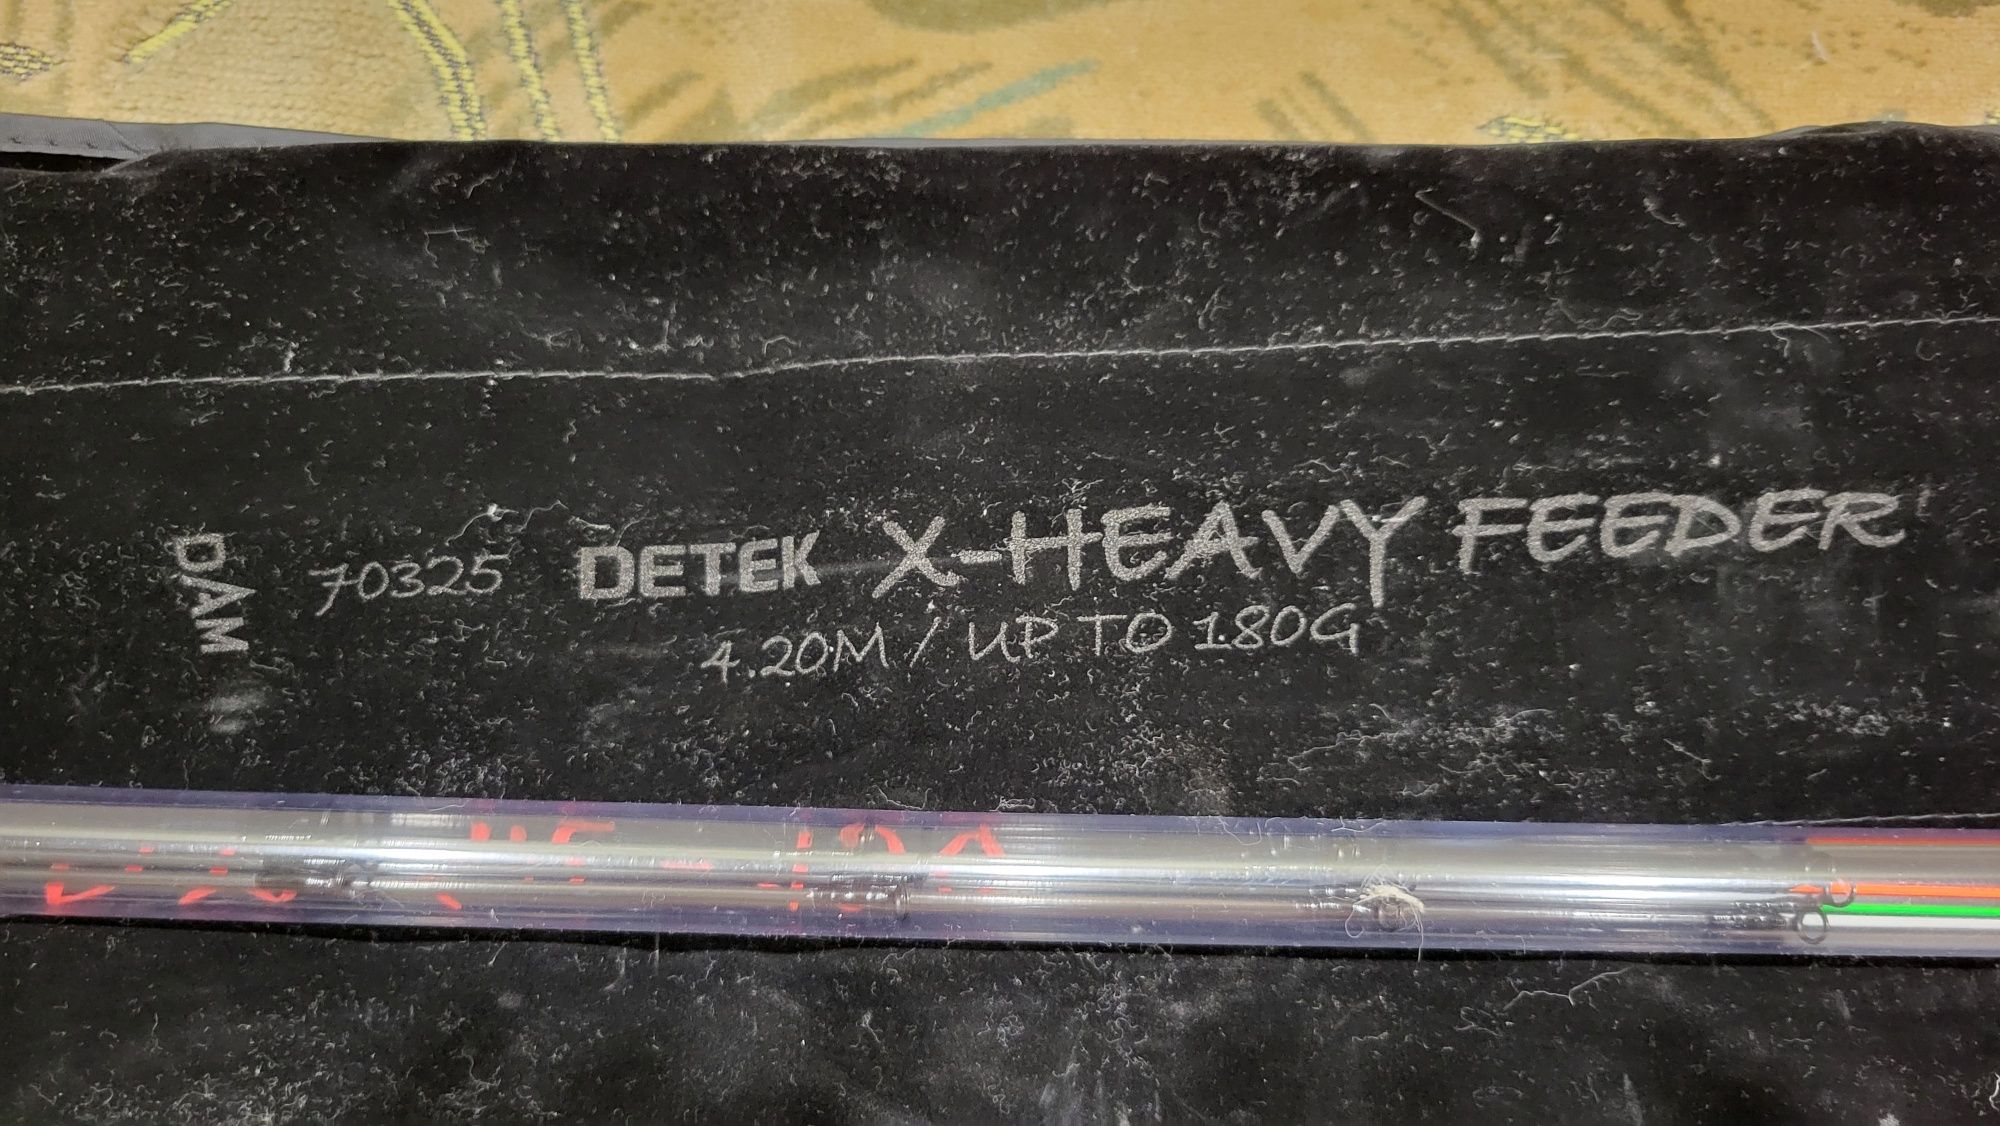 DAM
70325 DETEK X-HEAVY FEEDER
4.20M / UP TO 180G